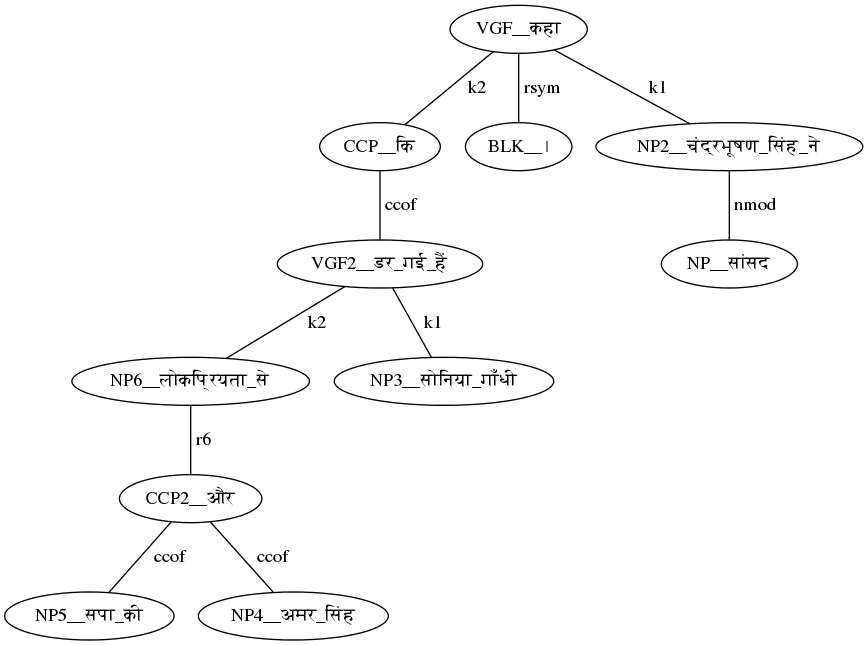 VGF__कहा
k2 rsym k1
CCP__कि BLK__। NP2__चंद्रभूषण_सिंह_ने
ccof nmod
VGF2__डर_गई_हैं NP__सांसद
k2 k1
NP6__लोकप्रियता_से NP3__सोनिया_गाँधी
r6
CCP2__और
ccof ccof
NP5__सपा_की NP4__अमर_सिंह